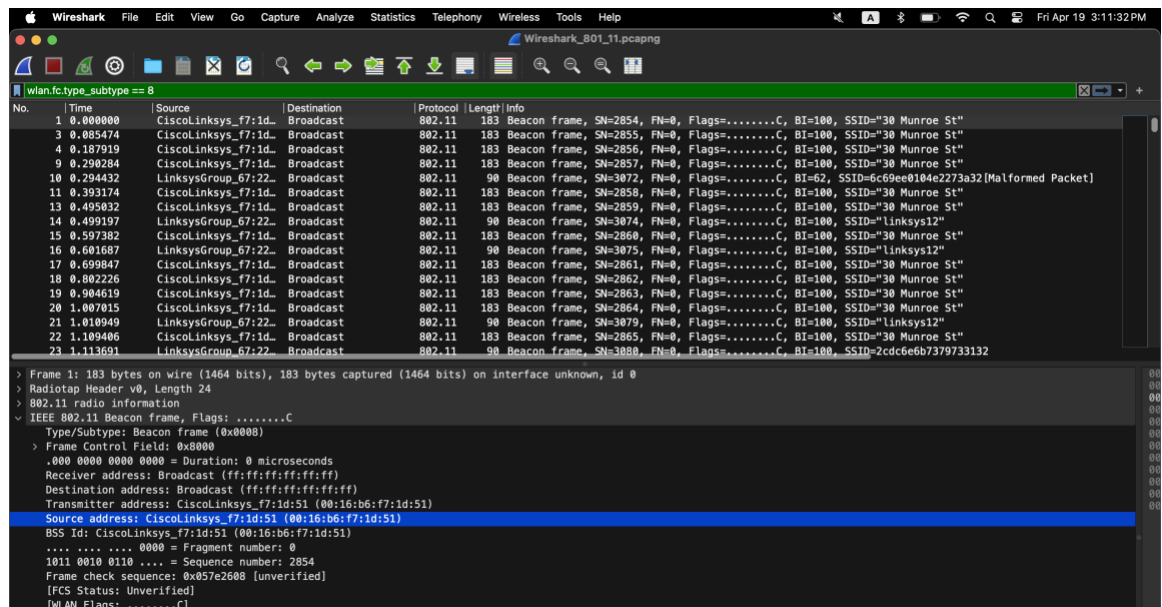 Wireshark File Edit View Go Capture Analyze Statistics Telephony Wireless Tools Help A Fri Apr 19 3:11:32 PM
Wireshark_801_11.pcapng
wlan.fc.type_subtype == 8
No. Time Source Destination Protocol Length Info
1 0.000000 CiscoLinksys_f7:1d… Broadcast 802.11 183 Beacon frame, SN=2854, FN=0, Flags=........C, BI=100, SSID="30 Munroe St"
3 0.085474 CiscoLinksys_f7:1d… Broadcast 802.11 183 Beacon frame, SN=2855, FN=0, Flags=........C, BI=100, SSID="30 Munroe St"
4 0.187919 CiscoLinksys_f7:1d… Broadcast 802.11 183 Beacon frame, SN=2856, FN=0, Flags=........C, BI=100, SSID="30 Munroe St"
9 0.290284 CiscoLinksys_f7:1d… Broadcast 802.11 183 Beacon frame, SN=2857, FN=0, Flags=........C, BI=100, SSID="30 Munroe St"
10 0.294432 LinksysGroup_67:22… Broadcast 802.11 90 Beacon frame, SN=3072, FN=0, Flags=........C, BI=62, SSID=6c69ee0104e2273a32[Malformed Packet]
11 0.393174 CiscoLinksys_f7:1d… Broadcast 802.11 183 Beacon frame, SN=2858, FN=0, Flags=........C, BI=100, SSID="30 Munroe St"
13 0.495032 CiscoLinksys_f7:1d… Broadcast 802.11 183 Beacon frame, SN=2859, FN=0, Flags=........C, BI=100, SSID="30 Munroe St"
14 0.499197 LinksysGroup_67:22… Broadcast 802.11 90 Beacon frame, SN=3074, FN=0, Flags=........C, BI=100, SSID="linksys12"
15 0.597382 CiscoLinksys_f7:1d… Broadcast 802.11 183 Beacon frame, SN=2860, FN=0, Flags=........C, BI=100, SSID="30 Munroe St"
16 0.601687 LinksysGroup_67:22… Broadcast 802.11 90 Beacon frame, SN=3075, FN=0, Flags=........C, BI=100, SSID="linksys12"
17 0.699847 CiscoLinksys_f7:1d… Broadcast 802.11 183 Beacon frame, SN=2861, FN=0, Flags=........C, BI=100, SSID="30 Munroe St"
18 0.802226 CiscoLinksys_f7:1d… Broadcast 802.11 183 Beacon frame, SN=2862, FN=0, Flags=........C, BI=100, SSID="30 Munroe St"
19 0.904619 CiscoLinksys_f7:1d… Broadcast 802.11 183 Beacon frame, SN=2863, FN=0, Flags=........C, BI=100, SSID="30 Munroe St"
20 1.007015 CiscoLinksys_f7:1d… Broadcast 802.11 183 Beacon frame, SN=2864, FN=0, Flags=........C, BI=100, SSID="30 Munroe St"
21 1.010949 LinksysGroup_67:22… Broadcast 802.11 90 Beacon frame, SN=3079, FN=0, Flags=........C, BI=100, SSID="linksys12"
22 1.109406 CiscoLinksys_f7:1d… Broadcast 802.11 183 Beacon frame, SN=2865, FN=0, Flags=........C, BI=100, SSID="30 Munroe St"
23 1.113691 LinksysGroup_67:22… Broadcast 802.11 90 Beacon frame, SN=3080, FN=0, Flags=........C, BI=100, SSID=2cdc6e6b7379733132
Frame 1: 183 bytes on wire (1464 bits), 183 bytes captured (1464 bits) on interface unknown, id 0
Radiotap Header v0, Length 24
802.11 radio information
IEEE 802.11 Beacon frame, Flags: ........C
Type/Subtype: Beacon frame (0x0008)
Frame Control Field: 0x8000
.000 0000 0000 0000 = Duration: 0 microseconds
Receiver address: Broadcast (ff:ff:ff:ff:ff:ff)
Destination address: Broadcast (ff:ff:ff:ff:ff:ff)
Transmitter address: CiscoLinksys_f7:1d:51 (00:16:b6:f7:1d:51)
Source address: CiscoLinksys_f7:1d:51 (00:16:b6:f7:1d:51)
BSS Id: CiscoLinksys_f7:1d:51 (00:16:b6:f7:1d:51)
.... .... .... 0000 = Fragment number: 0
1011 0010 0110 .... = Sequence number: 2854
Frame check sequence: 0x057e2608 [unverified]
[FCS Status: Unverified]
[WLAN Flags: ........C]